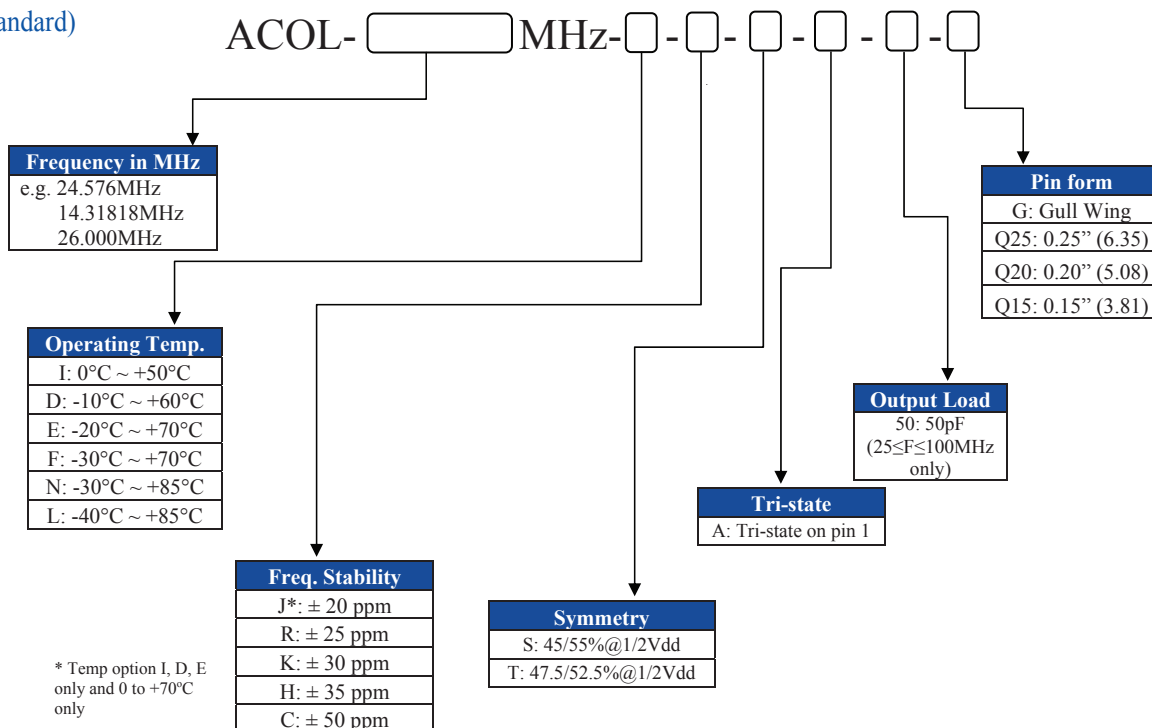 andard)
ACOL- MHz- - - - - -
Frequency in MHz
e.g. 24.576MHz
14.31818MHz
26.000MHz
Operating Temp.
I: 0°C ~ +50°C
D: -10°C ~ +60°C
E: -20°C ~ +70°C
F: -30°C ~ +70°C
N: -30°C ~ +85°C
L: -40°C ~ +85°C
* Temp option I, D, E
only and 0 to +70ºC
only
Freq. Stability
J*: ± 20 ppm
R: ± 25 ppm
K: ± 30 ppm
H: ± 35 ppm
C: ± 50 ppm
Symmetry
S: 45/55%@1/2Vdd
T: 47.5/52.5%@1/2Vdd
Tri-state
A: Tri-state on pin 1
Output Load
50: 50pF
(25≤F≤100MHz
only)
Pin form
G: Gull Wing
Q25: 0.25” (6.35)
Q20: 0.20” (5.08)
Q15: 0.15” (3.81)